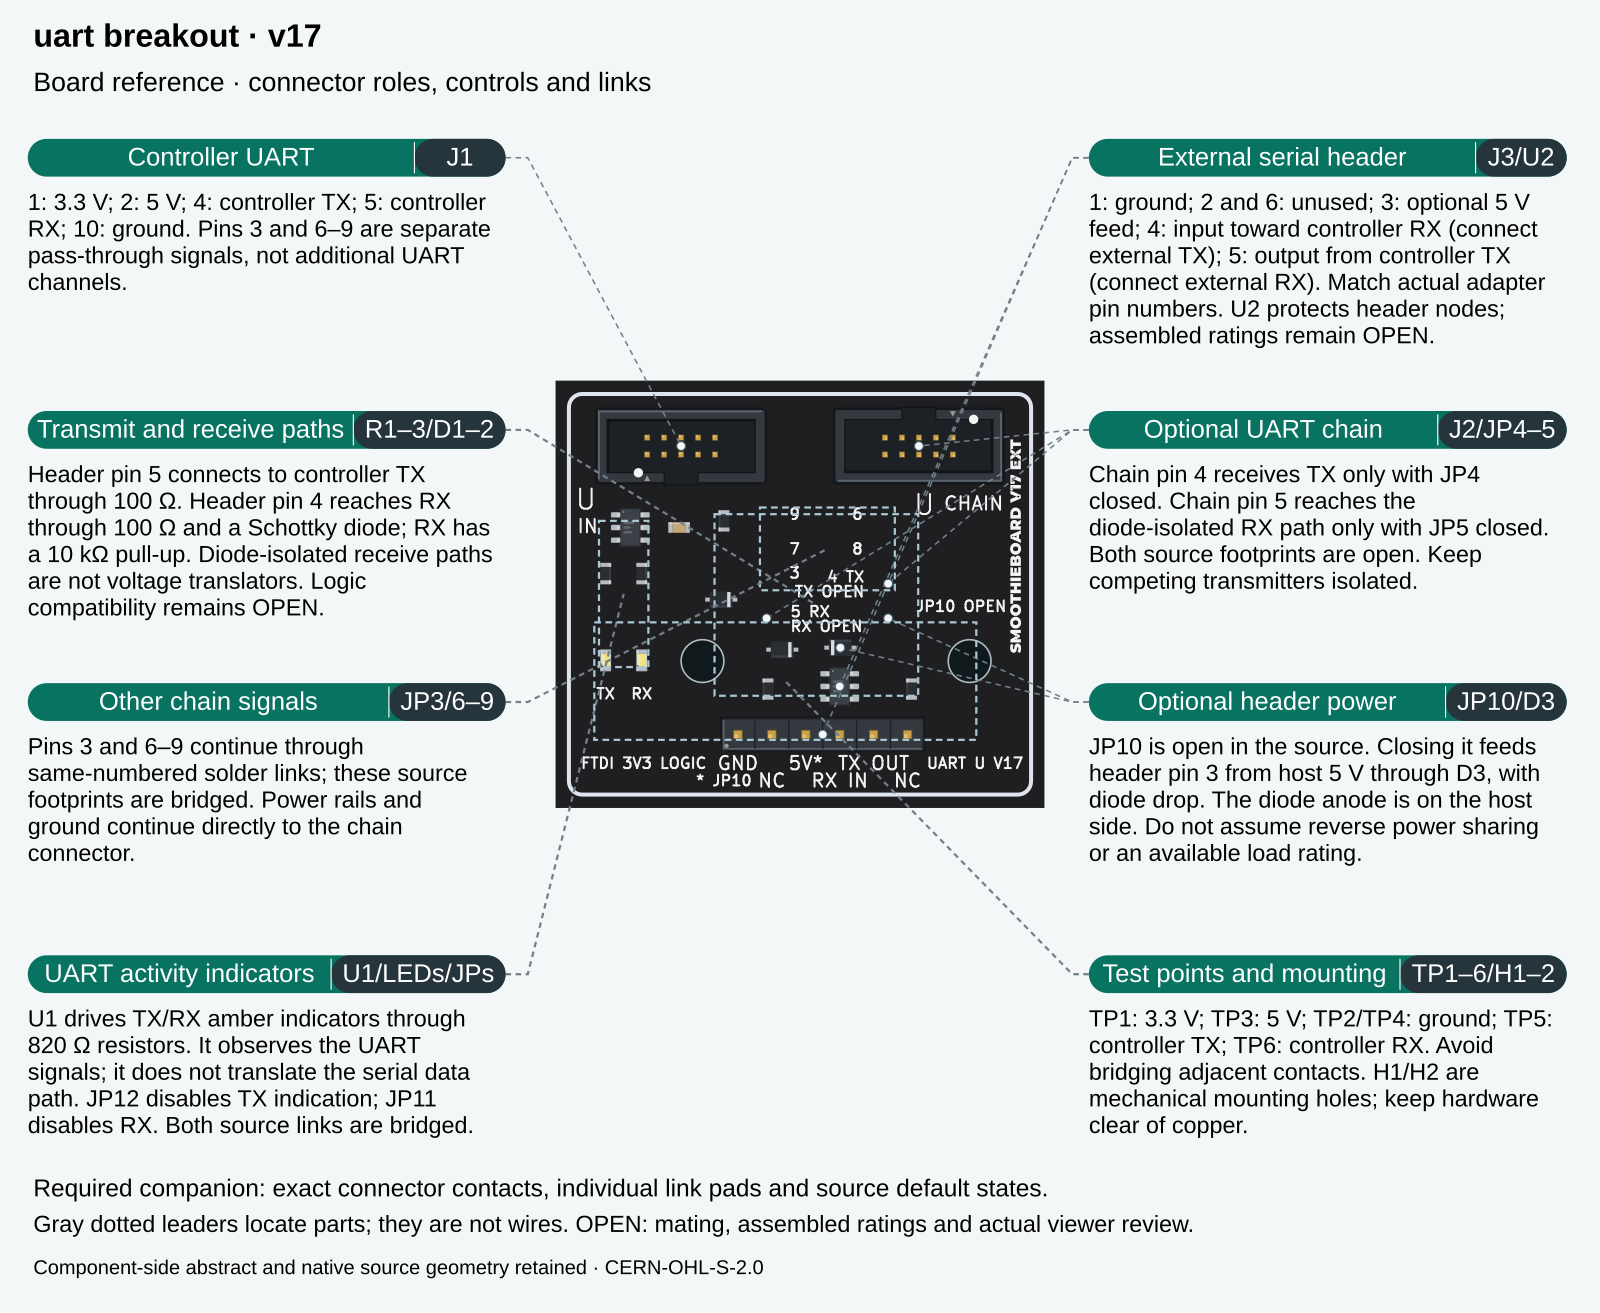 uart breakout · v17
Board reference · connector roles, controls and links
Controller UART J1
1: 3.3 V; 2: 5 V; 4: controller TX; 5: controller
RX; 10: ground. Pins 3 and 6–9 are separate
pass-through signals, not additional UART
channels.
Transmit and receive paths R1–3/D1–2
Header pin 5 connects to controller TX
through 100 Ω. Header pin 4 reaches RX
through 100 Ω and a Schottky diode; RX has
a 10 kΩ pull-up. Diode-isolated receive paths
are not voltage translators. Logic
compatibility remains OPEN.
Other chain signals JP3/6–9
Pins 3 and 6–9 continue through
same-numbered solder links; these source
footprints are bridged. Power rails and
ground continue directly to the chain
connector.
UART activity indicators U1/LEDs/JPs
U1 drives TX/RX amber indicators through
820 Ω resistors. It observes the UART
signals; it does not translate the serial data
path. JP12 disables TX indication; JP11
disables RX. Both source links are bridged.
U
IN
U CHAIN
SMOOTHIEBOARD V17 EXT
9 6
7 8
3 4 TX
TX OPEN
5 RX
RX OPEN
JP10 OPEN
TX RX
FTDI 3V3 LOGIC GND 5V* TX OUT UART U V17
* JP10 NC RX IN NC
External serial header J3/U2
1: ground; 2 and 6: unused; 3: optional 5 V
feed; 4: input toward controller RX (connect
external TX); 5: output from controller TX
(connect external RX). Match actual adapter
pin numbers. U2 protects header nodes;
assembled ratings remain OPEN.
Optional UART chain J2/JP4–5
Chain pin 4 receives TX only with JP4
closed. Chain pin 5 reaches the
diode-isolated RX path only with JP5 closed.
Both source footprints are open. Keep
competing transmitters isolated.
Optional header power JP10/D3
JP10 is open in the source. Closing it feeds
header pin 3 from host 5 V through D3, with
diode drop. The diode anode is on the host
side. Do not assume reverse power sharing
or an available load rating.
Test points and mounting TP1–6/H1–2
TP1: 3.3 V; TP3: 5 V; TP2/TP4: ground; TP5:
controller TX; TP6: controller RX. Avoid
bridging adjacent contacts. H1/H2 are
mechanical mounting holes; keep hardware
clear of copper.
Required companion: exact connector contacts, individual link pads and source default states.
Gray dotted leaders locate parts; they are not wires. OPEN: mating, assembled ratings and actual viewer review.
Component-side abstract and native source geometry retained · CERN-OHL-S-2.0